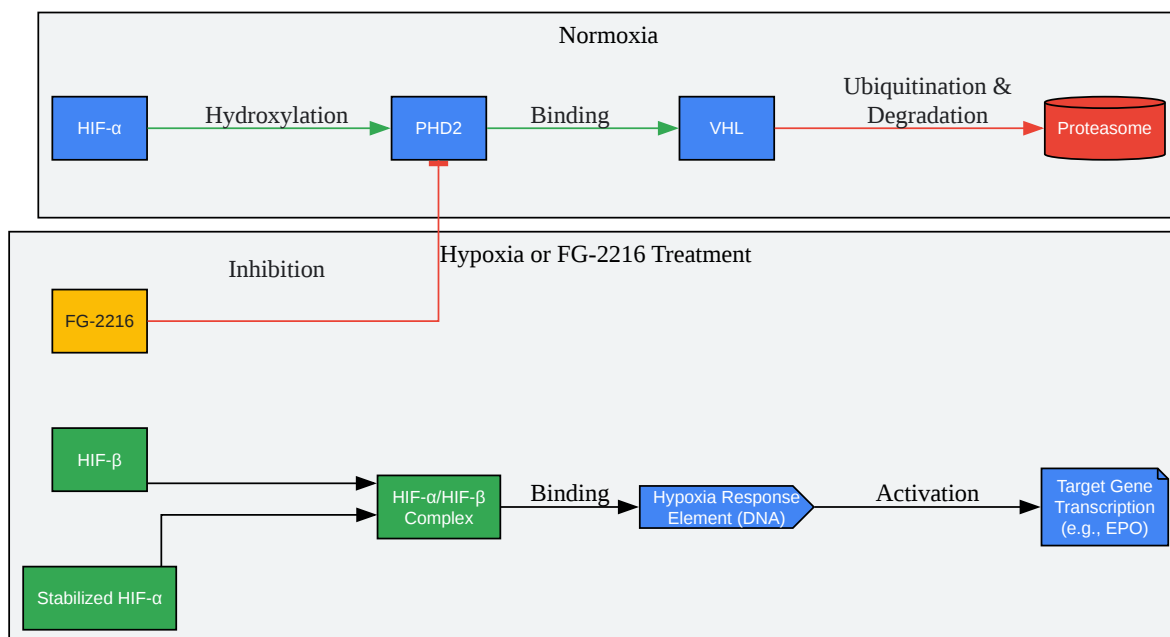 Normoxia
HIF-α
Hydroxylation
PHD2
Binding
VHL
Ubiquitination &
Degradation
Proteasome
Hypoxia or FG-2216 Treatment
Inhibition
FG-2216
HIF-β
Stabilized HIF-α
HIF-α/HIF-β
Complex
Binding
Hypoxia Response
Element (DNA)
Activation
Target Gene
Transcription
(e.g., EPO)